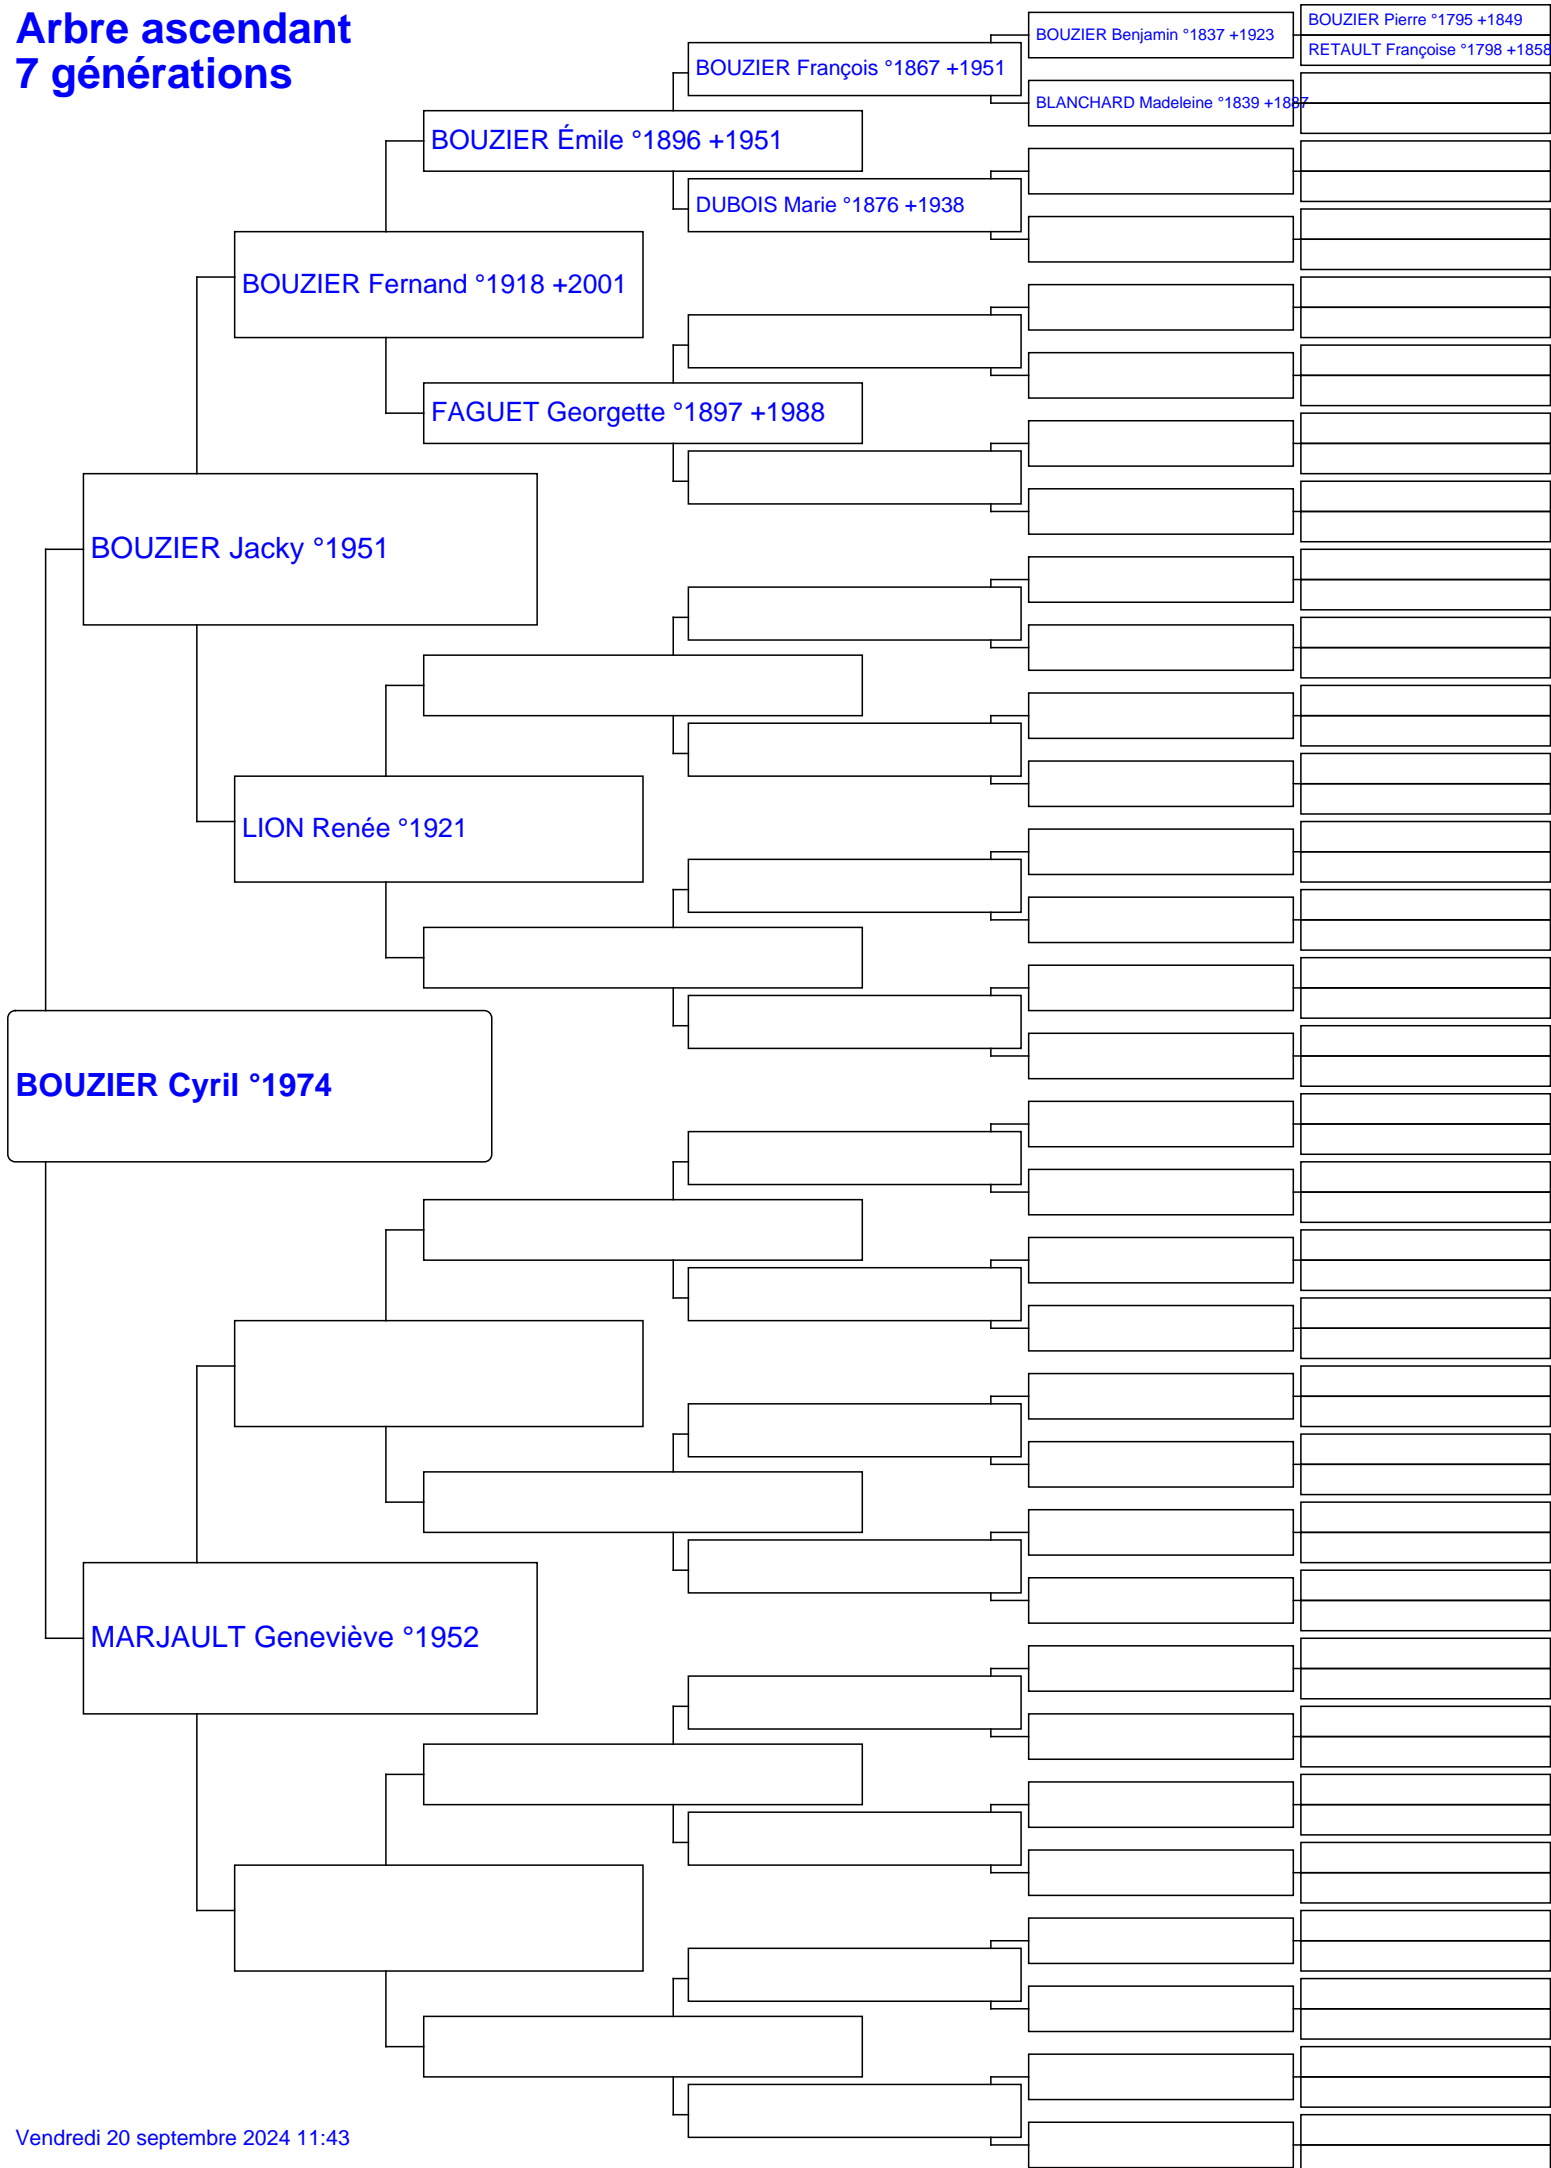 Arbre ascendant
7 générations
BOUZIER Pierre °1795 +1849
BOUZIER Benjamin °1837 +1923
RETAULT Françoise °1798 +1858
BOUZIER François °1867 +1951
BLANCHARD Madeleine °1839 +1887
BOUZIER Émile °1896 +1951
DUBOIS Marie °1876 +1938
BOUZIER Fernand °1918 +2001
FAGUET Georgette °1897 +1988
BOUZIER Jacky °1951
LION Renée °1921
BOUZIER Cyril °1974
MARJAULT Geneviève °1952
Vendredi 20 septembre 2024 11:43